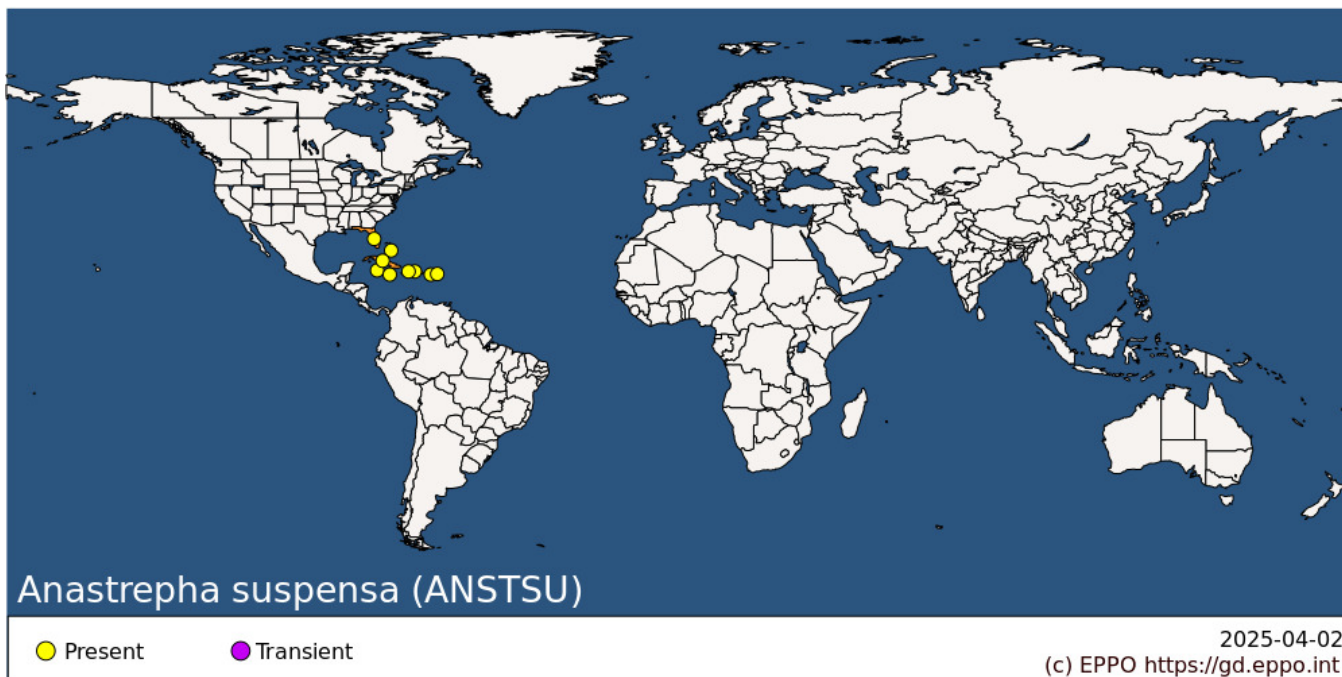 Anastrepha suspensa (ANSTSU)
Present
Transient
2025-04-02
(c) EPPO https://gd.eppo.int